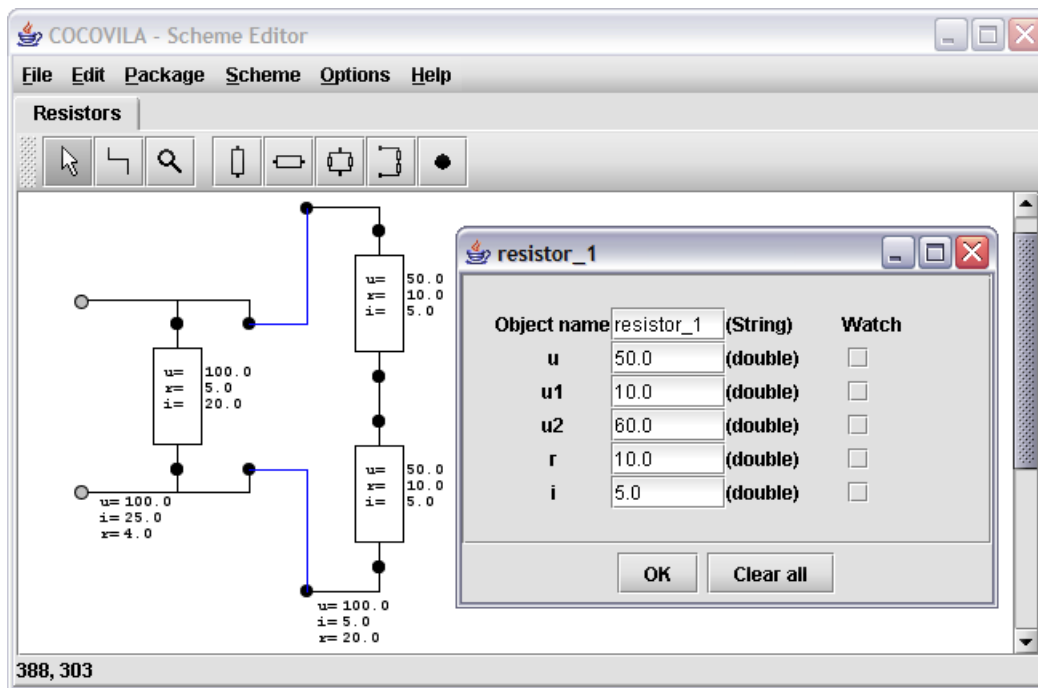 COCOVILA - Scheme Editor
File Edit Package Scheme Options Help
Resistors
u= 50.0
r= 10.0
i= 5.0
u= 100.0
r= 5.0
i= 20.0
u= 50.0
r= 10.0
i= 5.0
u= 100.0
i= 25.0
r= 4.0
u= 100.0
i= 5.0
r= 20.0
resistor_1
Object name resistor_1 (String) Watch
u 50.0 (double)
u1 10.0 (double)
u2 60.0 (double)
r 10.0 (double)
i 5.0 (double)
OK Clear all
388, 303